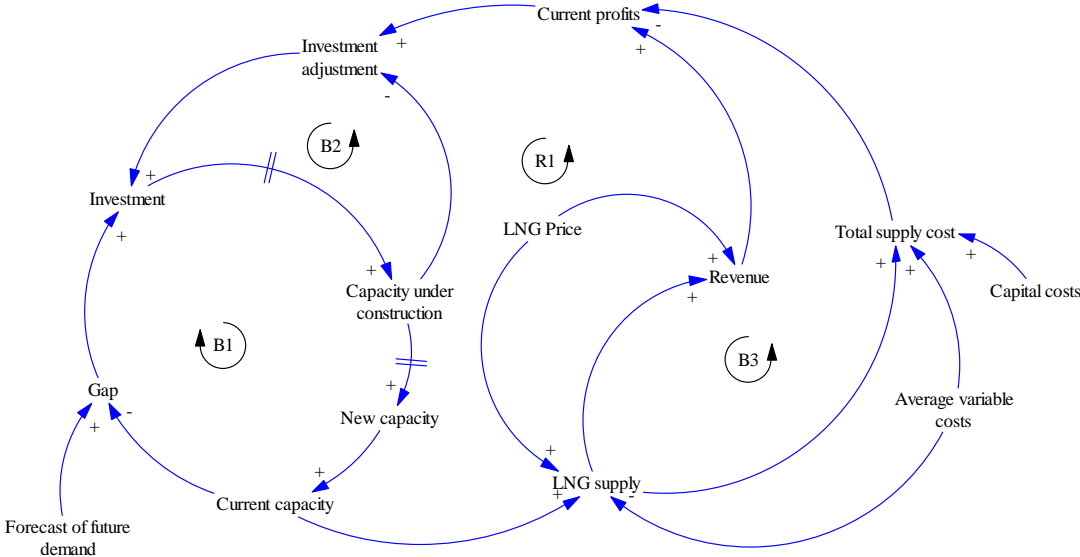 Current profits
-
+
+
Investment
adjustment
-
B2
R1
+
Investment
+
LNG Price
Total supply cost
+
+
+
+
Revenue
+
+
Capital costs
Capacity under
construction
B1
B3
+
Gap
-
+
New capacity
Average variable
costs
+
+
LNG supply
+
-
Current capacity
Forecast of future
demand